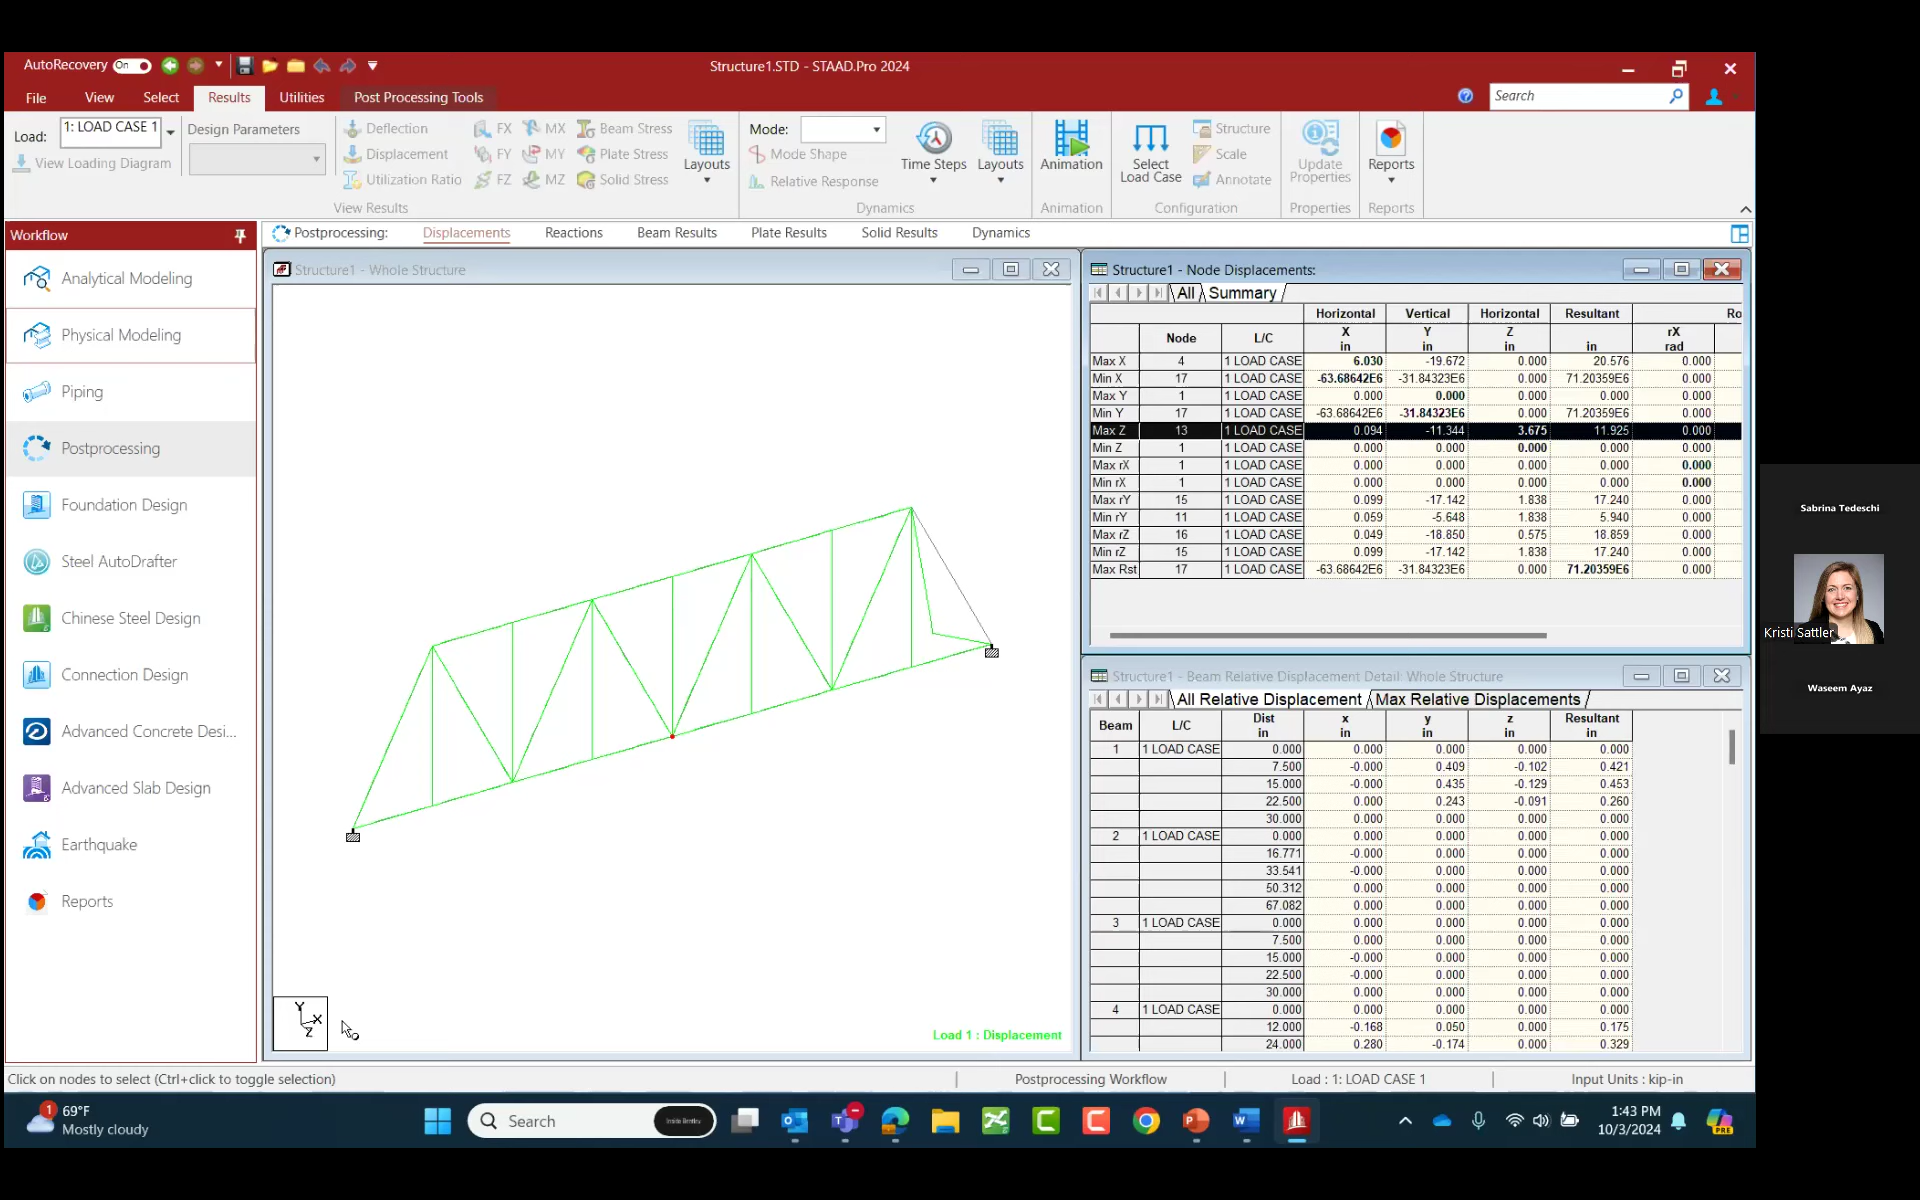 AutoRecovery On
Structure1.STD - STAAD.Pro 2024
File View Select Results Utilities Post Processing Tools
Search
Load: 1: LOAD CASE 1
View Loading Diagram
Design Parameters
Deflection
Displacement
Utilization Ratio
FX MX Beam Stress
FY MY Plate Stress
FZ MZ Solid Stress
Layouts
View Results
Mode:
Mode Shape
Relative Response
Time Steps
Layouts
Dynamics
Animation
Animation
Select Load Case
Structure
Scale
Annotate
Configuration
Update Properties
Properties
Reports
Reports
Workflow
Analytical Modeling
Physical Modeling
Piping
Postprocessing
Foundation Design
Steel AutoDrafter
Chinese Steel Design
Connection Design
Advanced Concrete Desi...
Advanced Slab Design
Earthquake
Reports
Postprocessing: Displacements Reactions Beam Results Plate Results Solid Results Dynamics
Structure1 - Whole Structure
Y
X
Z
Load 1 : Displacement
Structure1 - Node Displacements:
All Summary
Horizontal Vertical Horizontal Resultant Ro
Node L/C X in Y in Z in in rX rad
Max X 4 1 LOAD CASE 6.030 -19.672 0.000 20.576 0.000
Min X 17 1 LOAD CASE -63.68642E6 -31.84323E6 0.000 71.20359E6 0.000
Max Y 1 1 LOAD CASE 0.000 0.000 0.000 0.000 0.000
Min Y 17 1 LOAD CASE -63.68642E6 -31.84323E6 0.000 71.20359E6 0.000
Max Z 13 1 LOAD CASE 0.094 -11.344 3.675 11.925 0.000
Min Z 1 1 LOAD CASE 0.000 0.000 0.000 0.000 0.000
Max rX 1 1 LOAD CASE 0.000 0.000 0.000 0.000 0.000
Min rX 1 1 LOAD CASE 0.000 0.000 0.000 0.000 0.000
Max rY 15 1 LOAD CASE 0.099 -17.142 1.838 17.240 0.000
Min rY 11 1 LOAD CASE 0.059 -5.648 1.838 5.940 0.000
Max rZ 16 1 LOAD CASE 0.049 -18.850 0.575 18.859 0.000
Min rZ 15 1 LOAD CASE 0.099 -17.142 1.838 17.240 0.000
Max Rst 17 1 LOAD CASE -63.68642E6 -31.84323E6 0.000 71.20359E6 0.000
Structure1 - Beam Relative Displacement Detail: Whole Structure
All Relative Displacement Max Relative Displacements
Beam L/C Dist in x in y in z in Resultant in
1 1 LOAD CASE 0.000 0.000 0.000 0.000 0.000
7.500 -0.000 0.409 -0.102 0.421
15.000 -0.000 0.435 -0.129 0.453
22.500 0.000 0.243 -0.091 0.260
30.000 0.000 0.000 0.000 0.000
2 1 LOAD CASE 0.000 0.000 0.000 0.000 0.000
16.771 -0.000 0.000 0.000 0.000
33.541 -0.000 0.000 0.000 0.000
50.312 0.000 0.000 0.000 0.000
67.082 0.000 0.000 0.000 0.000
3 1 LOAD CASE 0.000 0.000 0.000 0.000 0.000
7.500 -0.000 0.000 0.000 0.000
15.000 -0.000 0.000 0.000 0.000
22.500 -0.000 0.000 0.000 0.000
30.000 0.000 0.000 0.000 0.000
4 1 LOAD CASE 0.000 0.000 0.000 0.000 0.000
12.000 -0.168 0.050 0.000 0.175
24.000 0.280 -0.174 0.000 0.329
Sabrina Tedeschi
Kristi Sattler
Waseem Ayaz
Click on nodes to select (Ctrl+click to toggle selection)
Postprocessing Workflow
Load : 1: LOAD CASE 1
Input Units : kip-in
1
69°F
Mostly cloudy
Search
Inside Bentley
1:43 PM
10/3/2024
PRE